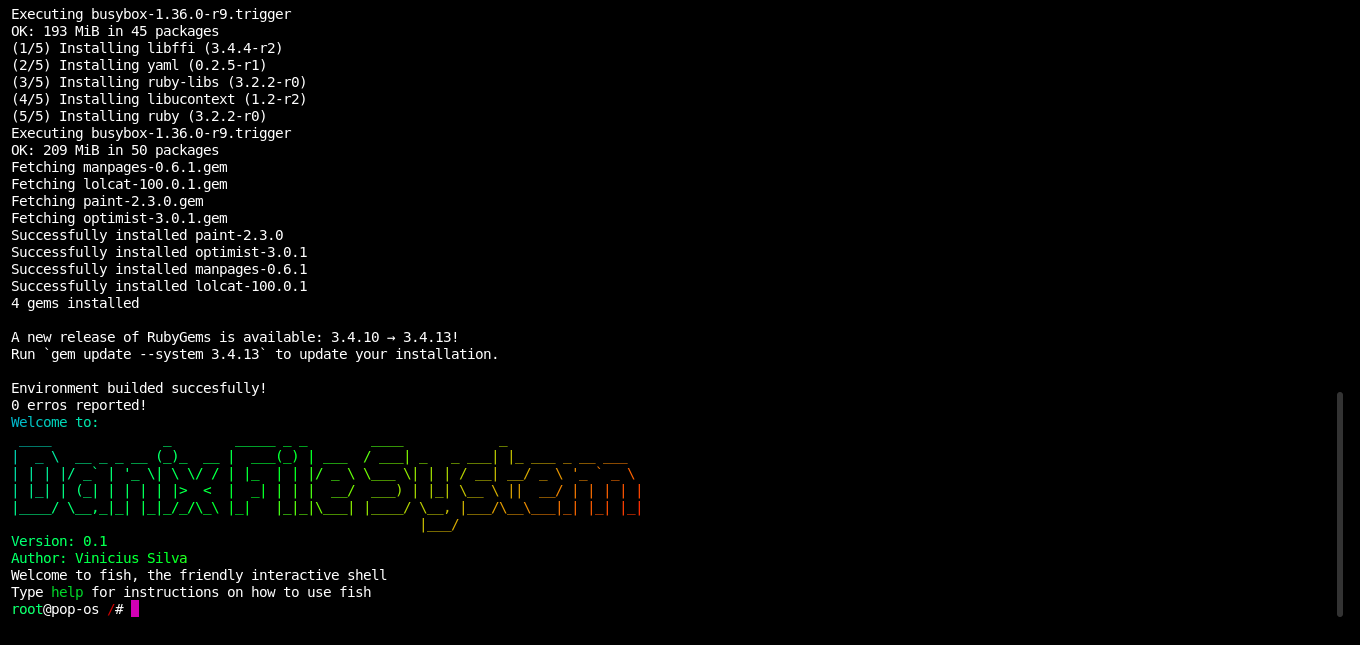 Executing busybox-1.36.0-r9.trigger
OK: 193 MiB in 45 packages
(1/5) Installing libffi (3.4.4-r2)
(2/5) Installing yaml (0.2.5-r1)
(3/5) Installing ruby-libs (3.2.2-r0)
(4/5) Installing libucontext (1.2-r2)
(5/5) Installing ruby (3.2.2-r0)
Executing busybox-1.36.0-r9.trigger
OK: 209 MiB in 50 packages
Fetching manpages-0.6.1.gem
Fetching lolcat-100.0.1.gem
Fetching paint-2.3.0.gem
Fetching optimist-3.0.1.gem
Successfully installed paint-2.3.0
Successfully installed optimist-3.0.1
Successfully installed manpages-0.6.1
Successfully installed lolcat-100.0.1
4 gems installed
A new release of RubyGems is available: 3.4.10 → 3.4.13!
Run `gem update --system 3.4.13` to update your installation.
Environment builded succesfully!
0 erros reported!
Welcome to:
DanixFileSystem
Version: 0.1
Author: Vinicius Silva
Welcome to fish, the friendly interactive shell
Type help for instructions on how to use fish
root@pop-os /#